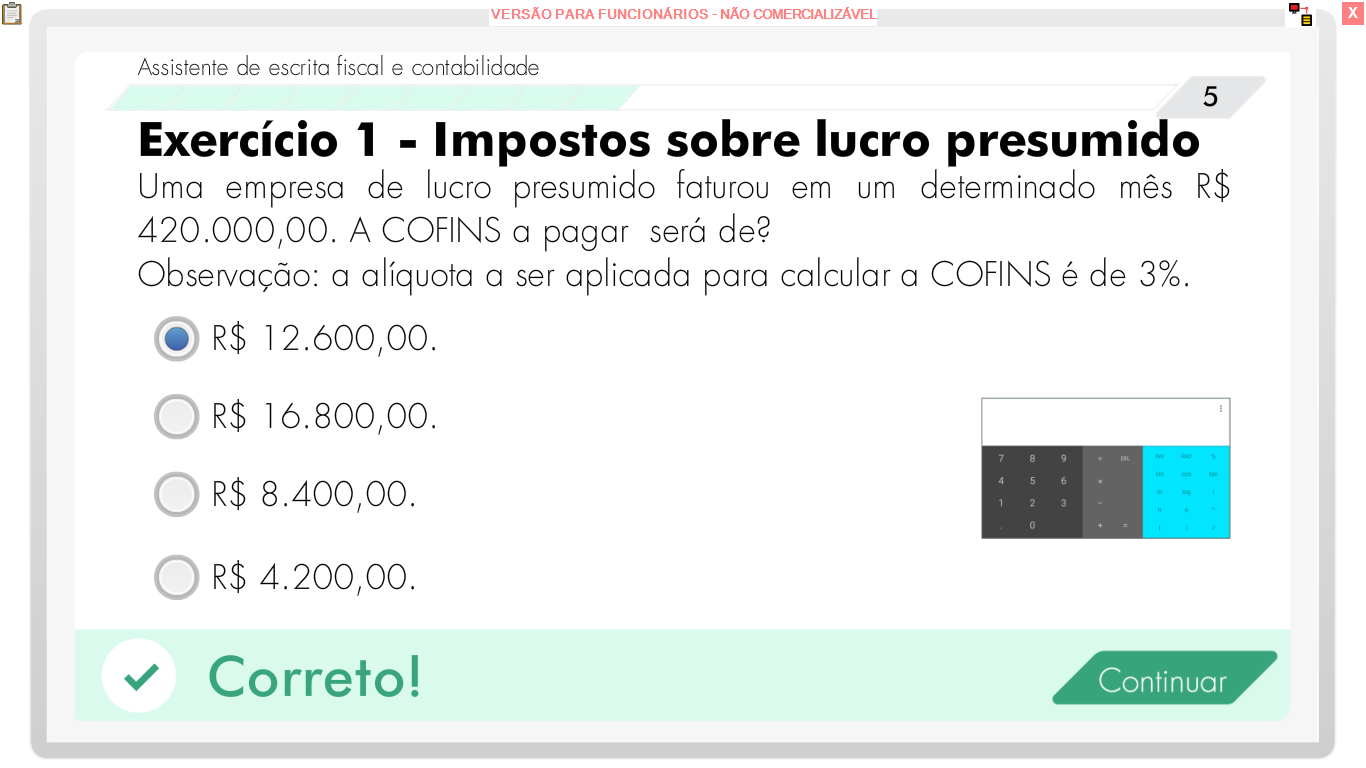 VERSÃO PARA FUNCIONÁRIOS - NÃO COMERCIALIZÁVEL
X
Assistente de escrita fiscal e contabilidade
5
Exercício 1 - Impostos sobre lucro presumido
Uma empresa de lucro presumido faturou em um determinado mês R$
420.000,00. A COFINS a pagar  será de?
Observação: a alíquota a ser aplicada para calcular a COFINS é de 3%.
R$ 12.600,00.
R$ 16.800,00.
R$ 8.400,00.
R$ 4.200,00.
7 8 9 ÷ DEL INV RAD %
4 5 6 × sin cos tan
1 2 3 − ln log !
. 0 + =
Correto!
Continuar